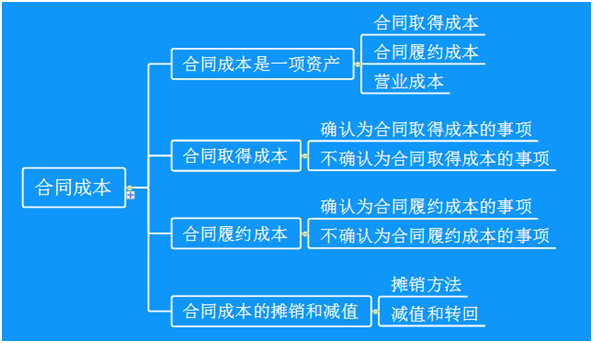 合同成本
合同成本是一项资产
合同取得成本
合同履约成本
营业成本
合同取得成本
确认为合同取得成本的事项
不确认为合同取得成本的事项
合同履约成本
确认为合同履约成本的事项
不确认为合同履约成本的事项
合同成本的摊销和减值
摊销方法
减值和转回